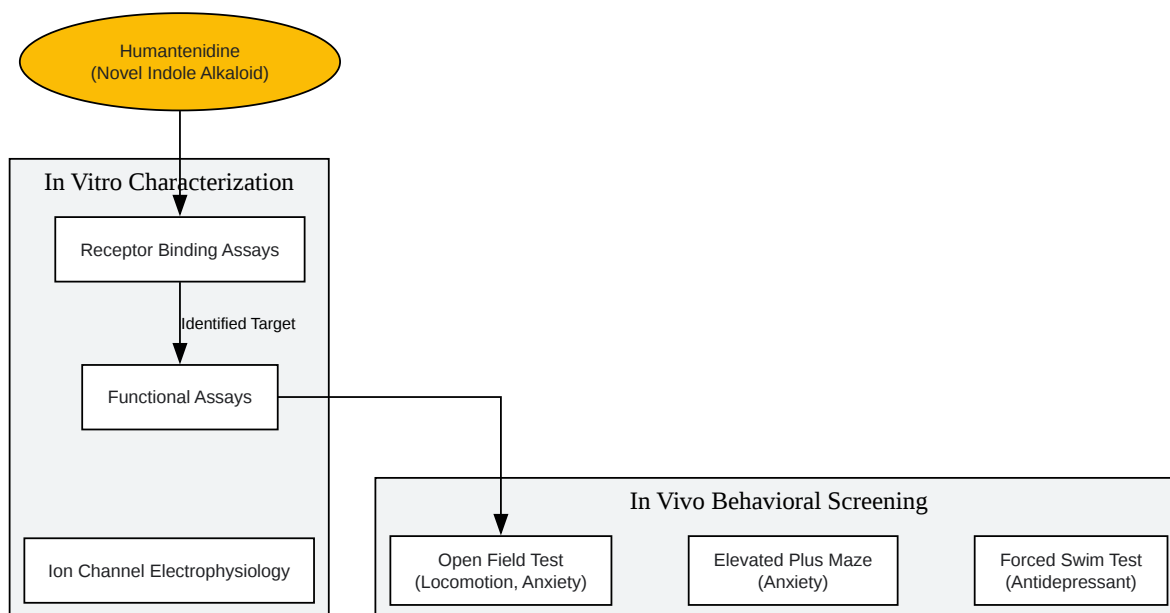 Humantenidine
(Novel Indole Alkaloid)
In Vitro Characterization
Receptor Binding Assays
Identified Target
Functional Assays
Ion Channel Electrophysiology
In Vivo Behavioral Screening
Open Field Test
(Locomotion, Anxiety)
Elevated Plus Maze
(Anxiety)
Forced Swim Test
(Antidepressant)